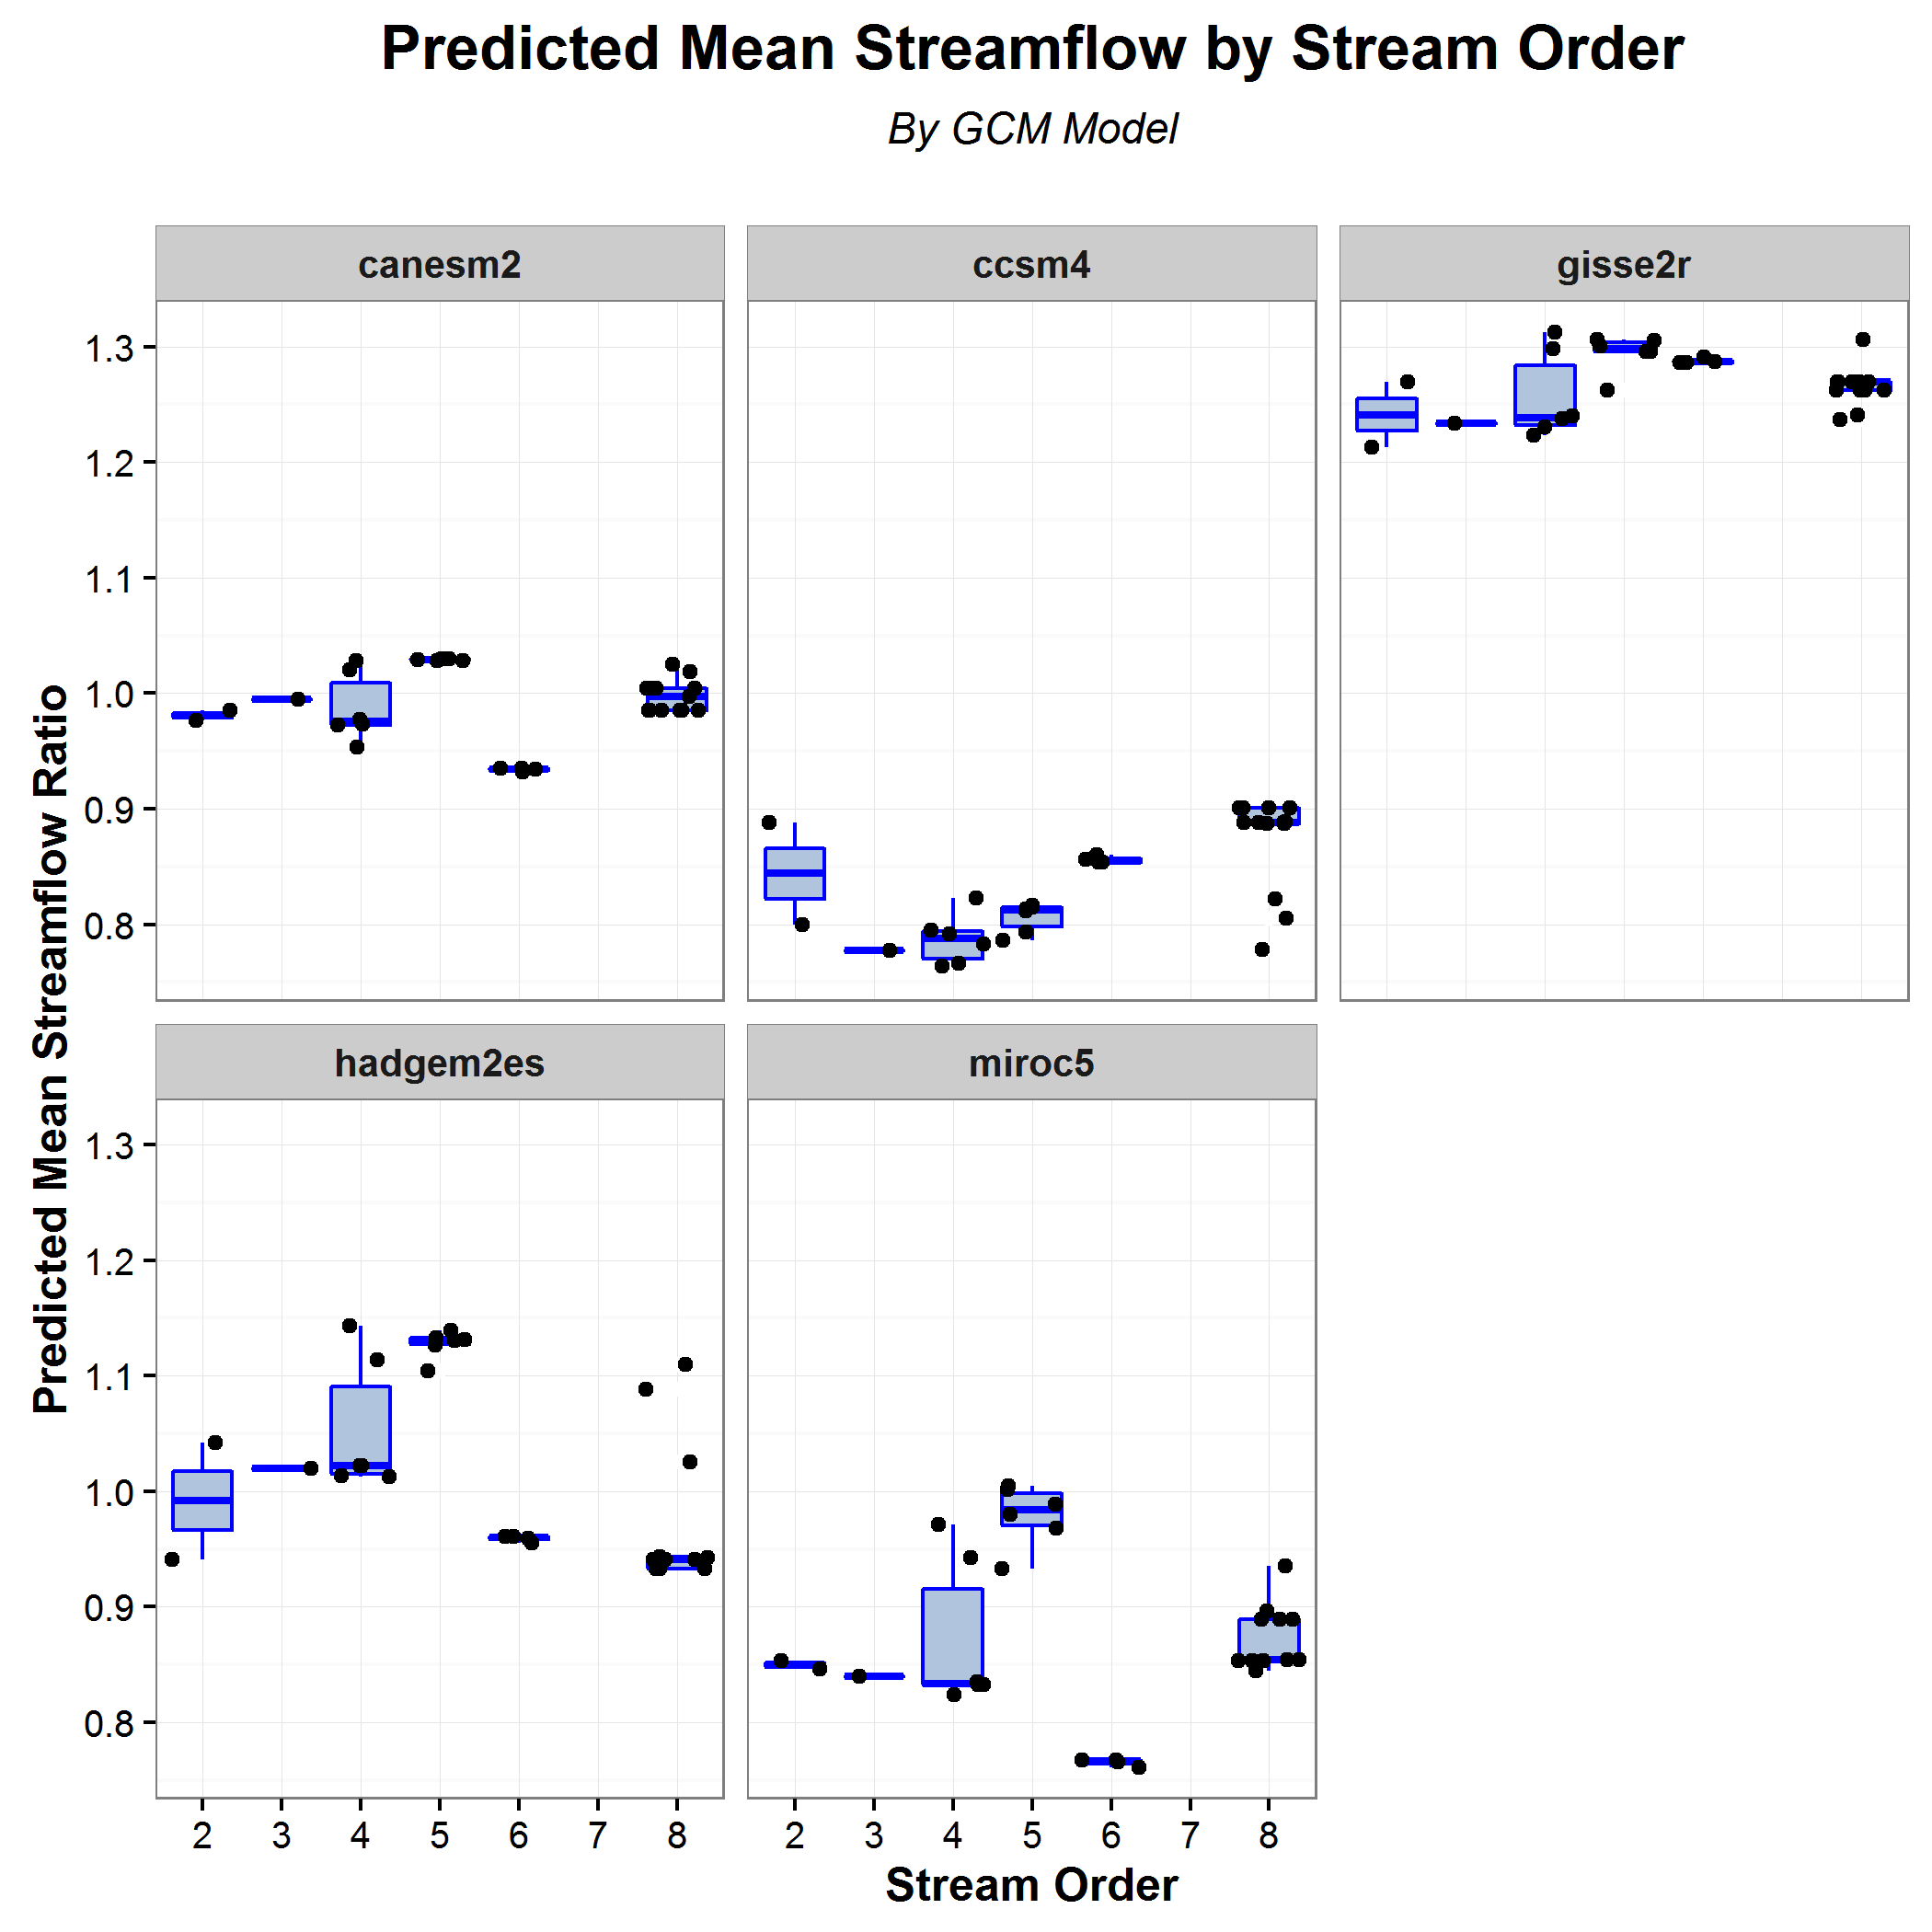 Predicted Mean Streamflow by Stream Order
By GCM Model
canesm2
ccsm4
gisse2r
1.3
1.2
1.1
1.0
0.9
0.8
Predicted Mean Streamflow Ratio
hadgem2es
miroc5
1.3
1.2
1.1
1.0
0.9
0.8
2 3 4 5 6 7 8
2 3 4 5 6 7 8
Stream Order